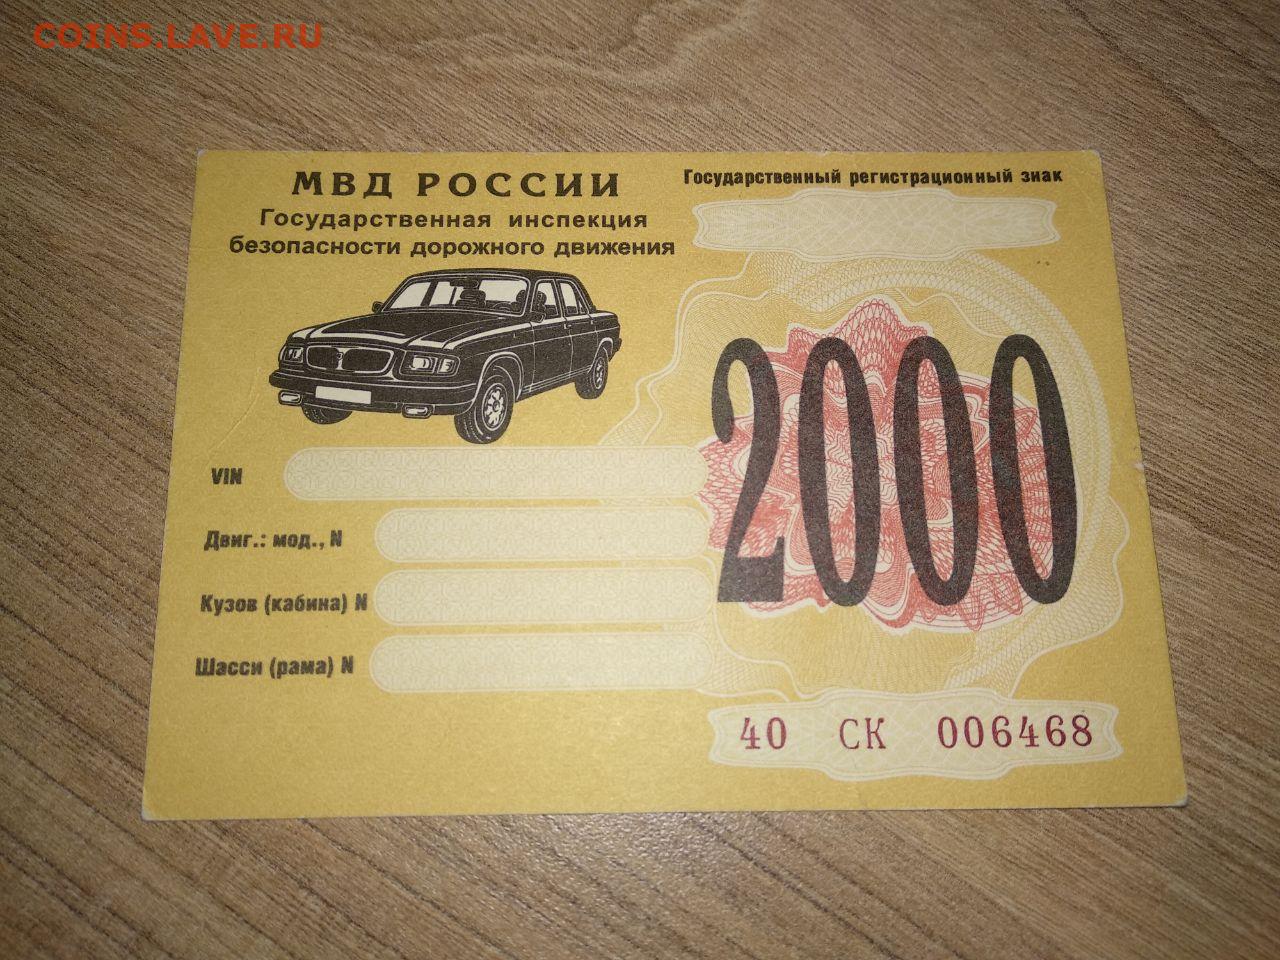 COINS.LAVE.RU
МВД РОССИИ
Государственная инспекция
безопасности дорожного движения
Государственный регистрационный знак
2000
VIN
Двиг.: мод., N
Кузов (кабина) N
Шасси (рама) N
40 СК 006468